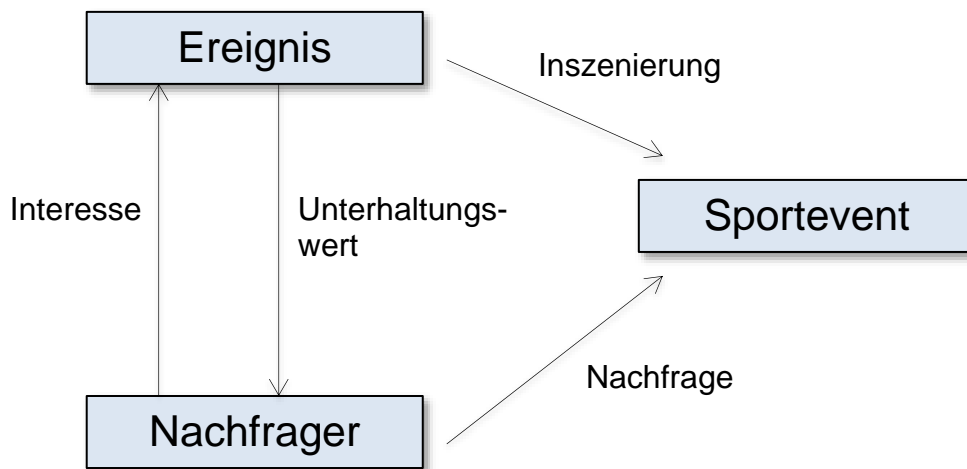 Ereignis
Inszenierung
Interesse
Unterhaltungs-
wert
Sportevent
Nachfrage
Nachfrager